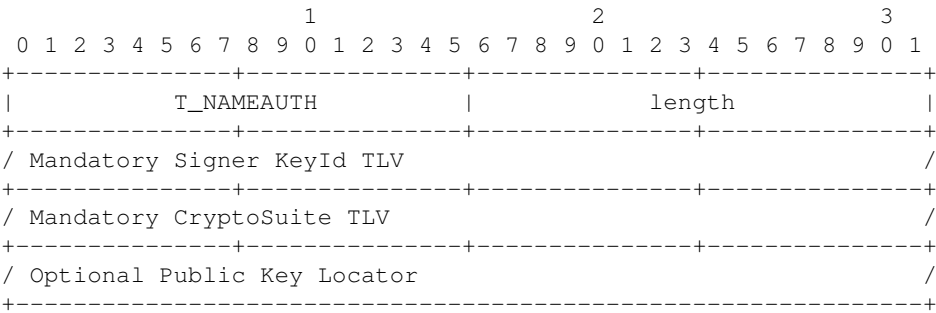 1                   2                   3
 0 1 2 3 4 5 6 7 8 9 0 1 2 3 4 5 6 7 8 9 0 1 2 3 4 5 6 7 8 9 0 1
+---------------+---------------+---------------+---------------+
|          T_NAMEAUTH           |            length             |
+---------------+---------------+---------------+---------------+
/ Mandatory Signer KeyId TLV                                    /
+---------------+---------------+---------------+---------------+
/ Mandatory CryptoSuite TLV                                     /
+---------------+---------------+---------------+---------------+
/ Optional Public Key Locator                                   /
+---------------------------------------------------------------+